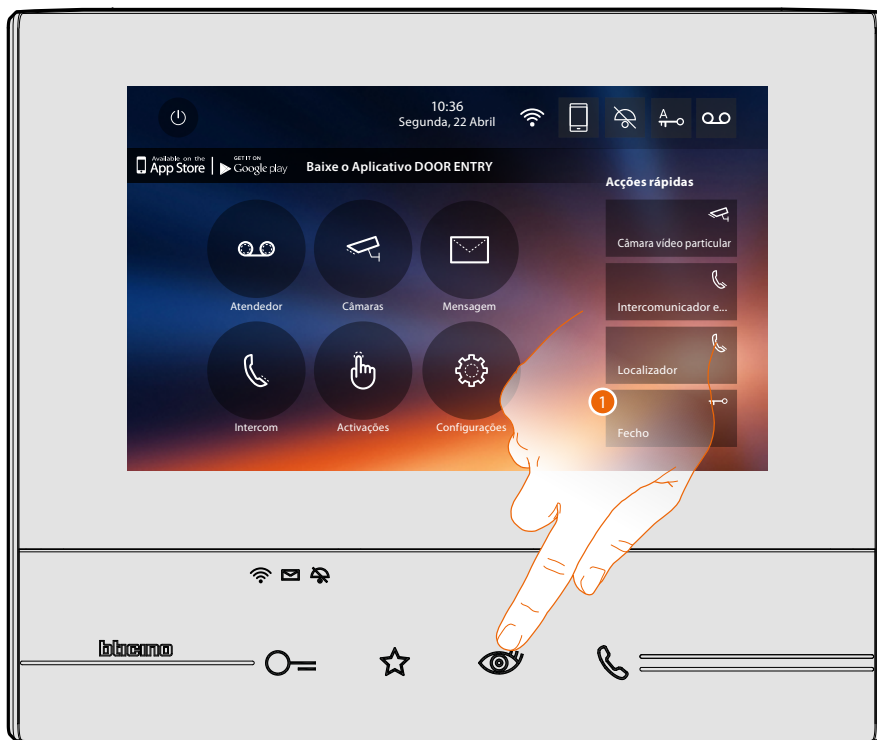 10:36
Segunda, 22 Abril
A
Available on the
App Store
GET IT ON
Google play
Baixe o Aplicativo DOOR ENTRY
Acções rápidas
Câmara vídeo particular
Intercomunicador e...
Localizador
Fecho
Atendedor
Câmaras
Mensagem
Intercom
Activações
Configurações
1
bticino